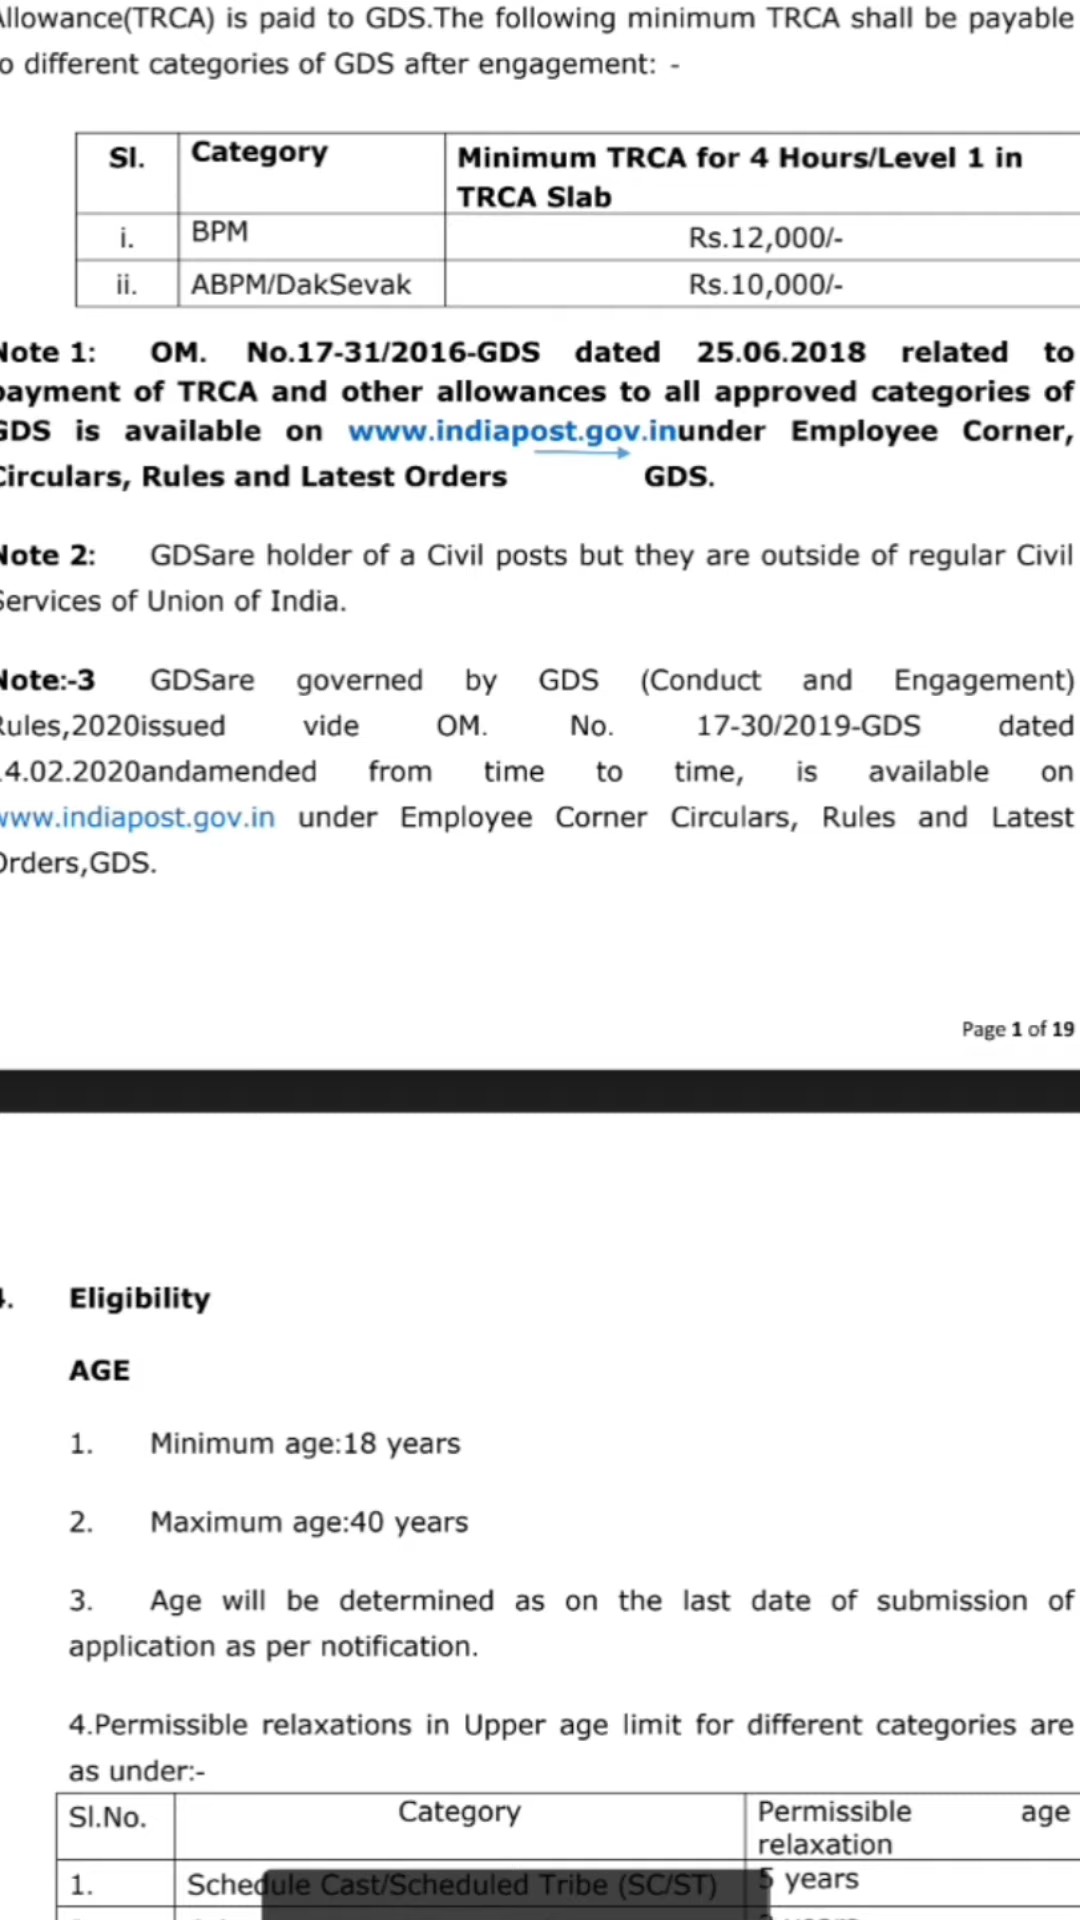 llowance(TRCA) is paid to GDS.The following minimum TRCA shall be payable
o different categories of GDS after engagement: -
Sl. Category Minimum TRCA for 4 Hours/Level 1 in
TRCA Slab
i. BPM Rs.12,000/-
ii. ABPM/DakSevak Rs.10,000/-
Note 1: OM. No.17-31/2016-GDS dated 25.06.2018 related to
payment of TRCA and other allowances to all approved categories of
GDS is available on www.indiapost.gov.inunder Employee Corner,
Circulars, Rules and Latest Orders GDS.
Note 2: GDSare holder of a Civil posts but they are outside of regular Civil
Services of Union of India.
Note:-3 GDSare governed by GDS (Conduct and Engagement)
Rules,2020issued vide OM. No. 17-30/2019-GDS dated
4.02.2020andamended from time to time, is available on
www.indiapost.gov.in under Employee Corner Circulars, Rules and Latest
Orders,GDS.
Page 1 of 19
4. Eligibility
AGE
1. Minimum age:18 years
2. Maximum age:40 years
3. Age will be determined as on the last date of submission of
application as per notification.
4.Permissible relaxations in Upper age limit for different categories are
as under:-
Sl.No. Category Permissible age
relaxation
1. Schedule Cast/Scheduled Tribe (SC/ST) 5 years